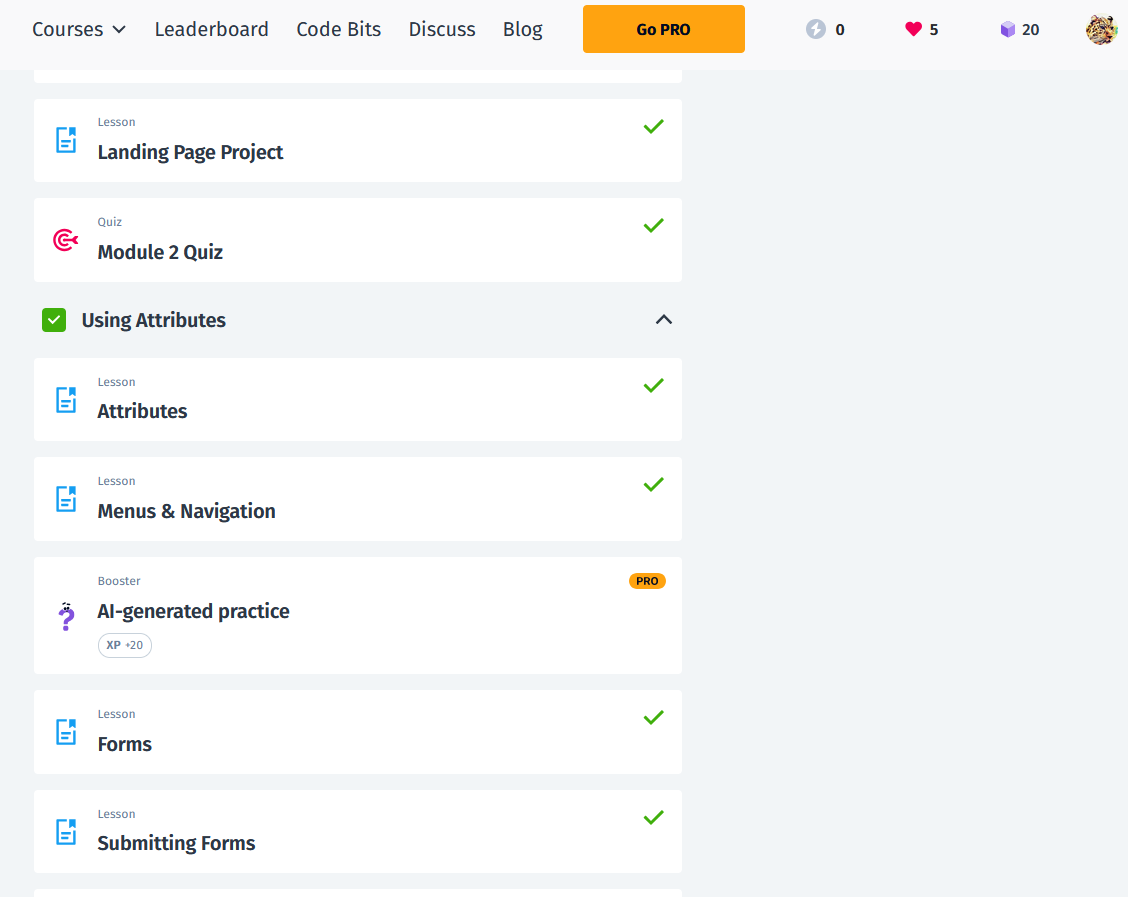 Courses Leaderboard Code Bits Discuss Blog Go PRO 0 5 20
Lesson
Landing Page Project
Quiz
Module 2 Quiz
Using Attributes
Lesson
Attributes
Lesson
Menus & Navigation
Booster PRO
AI-generated practice
XP +20
Lesson
Forms
Lesson
Submitting Forms